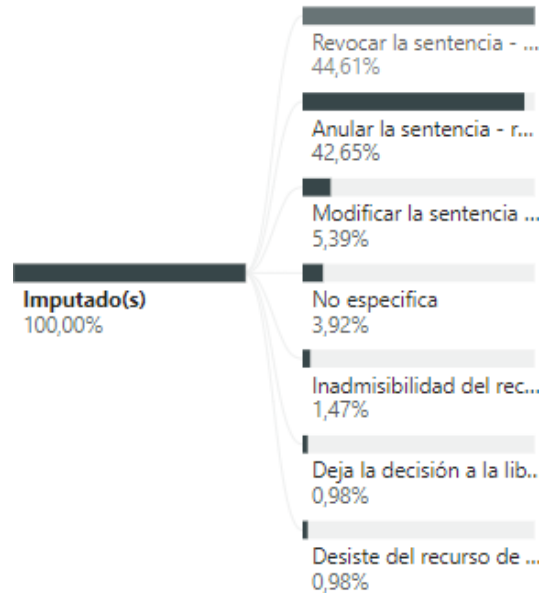 Revocar la sentencia - ...
44,61%
Anular la sentencia - r...
42,65%
Modificar la sentencia ...
5,39%
Imputado(s)
100,00%
No especifica
3,92%
Inadmisibilidad del rec...
1,47%
Deja la decisión a la lib...
0,98%
Desiste del recurso de ...
0,98%